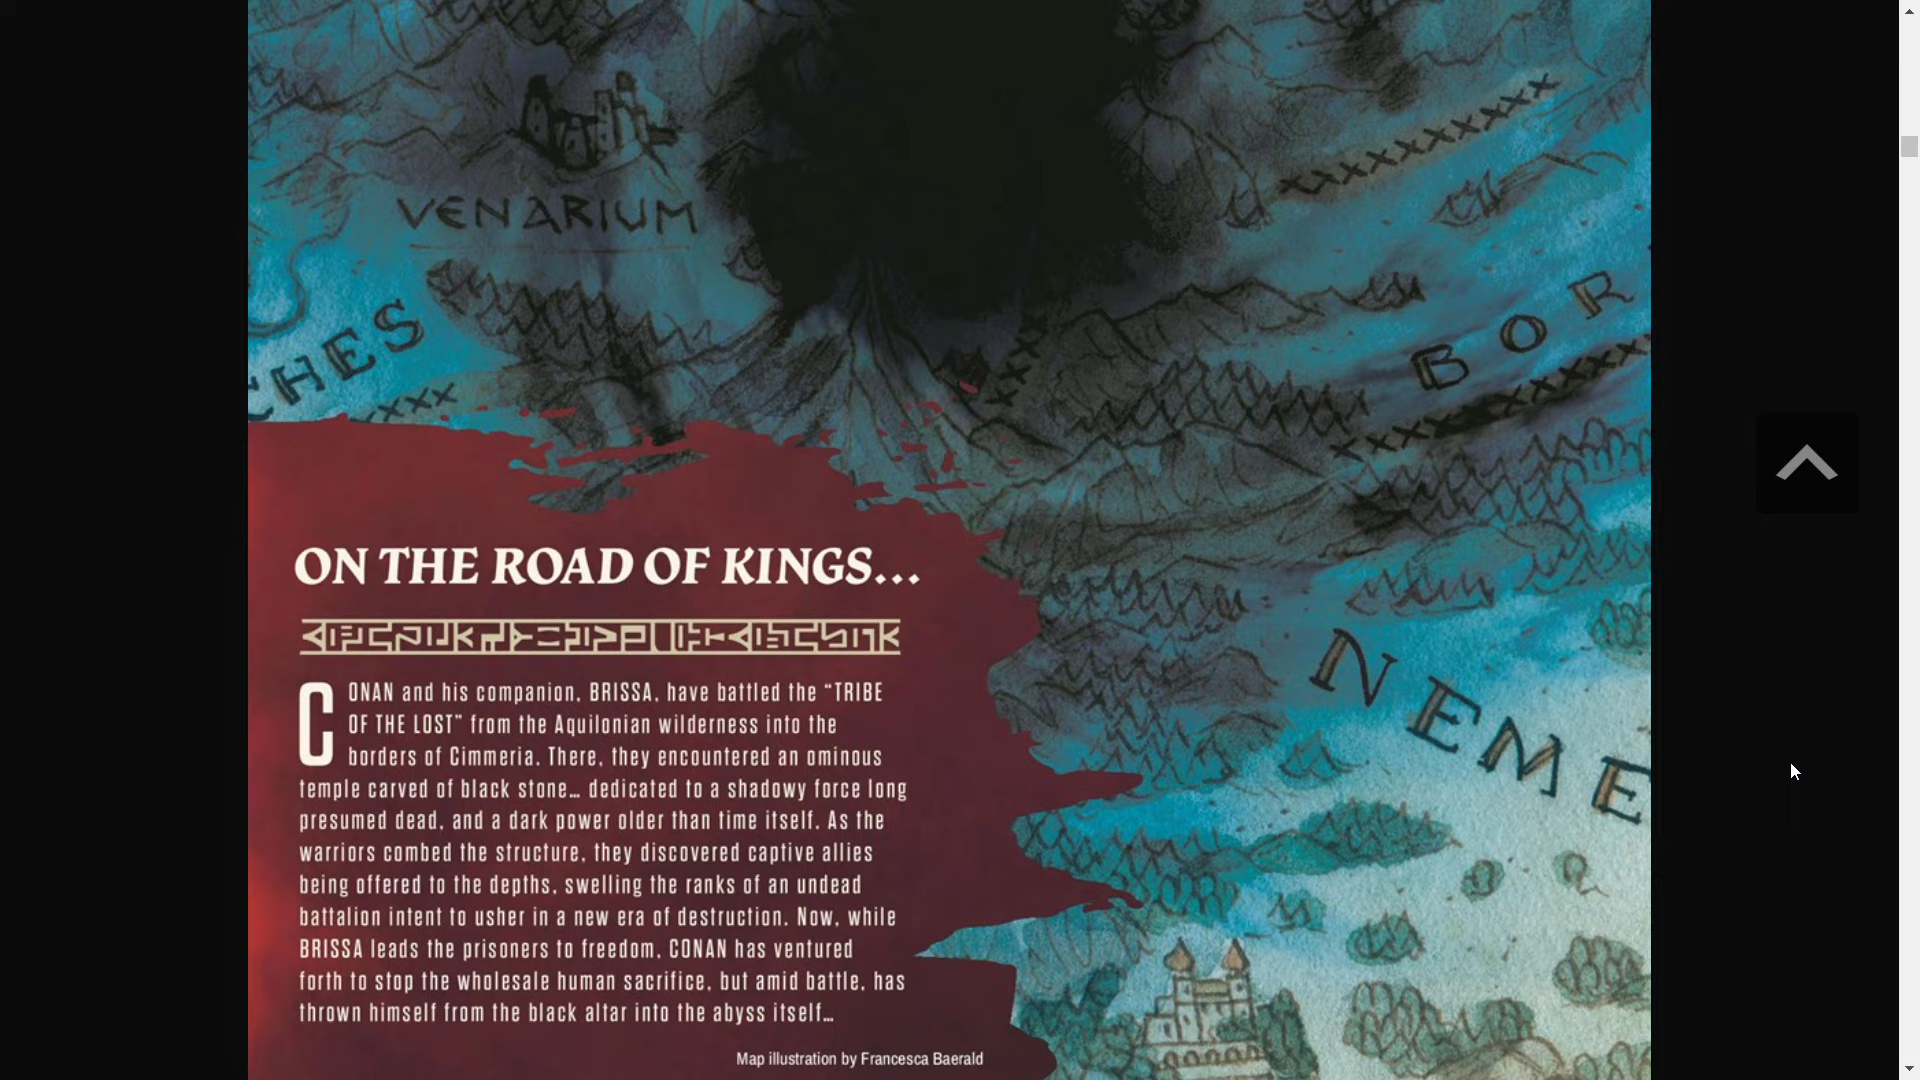 VENARIUM
CHES
BOR
NEME
ON THE ROAD OF KINGS...
CONAN and his companion, BRISSA, have battled the “TRIBE
OF THE LOST” from the Aquilonian wilderness into the
borders of Cimmeria. There, they encountered an ominous
temple carved of black stone... dedicated to a shadowy force long
presumed dead, and a dark power older than time itself. As the
warriors combed the structure, they discovered captive allies
being offered to the depths, swelling the ranks of an undead
battalion intent to usher in a new era of destruction. Now, while
BRISSA leads the prisoners to freedom, CONAN has ventured
forth to stop the wholesale human sacrifice, but amid battle, has
thrown himself from the black altar into the abyss itself...
Map illustration by Francesca Baerald